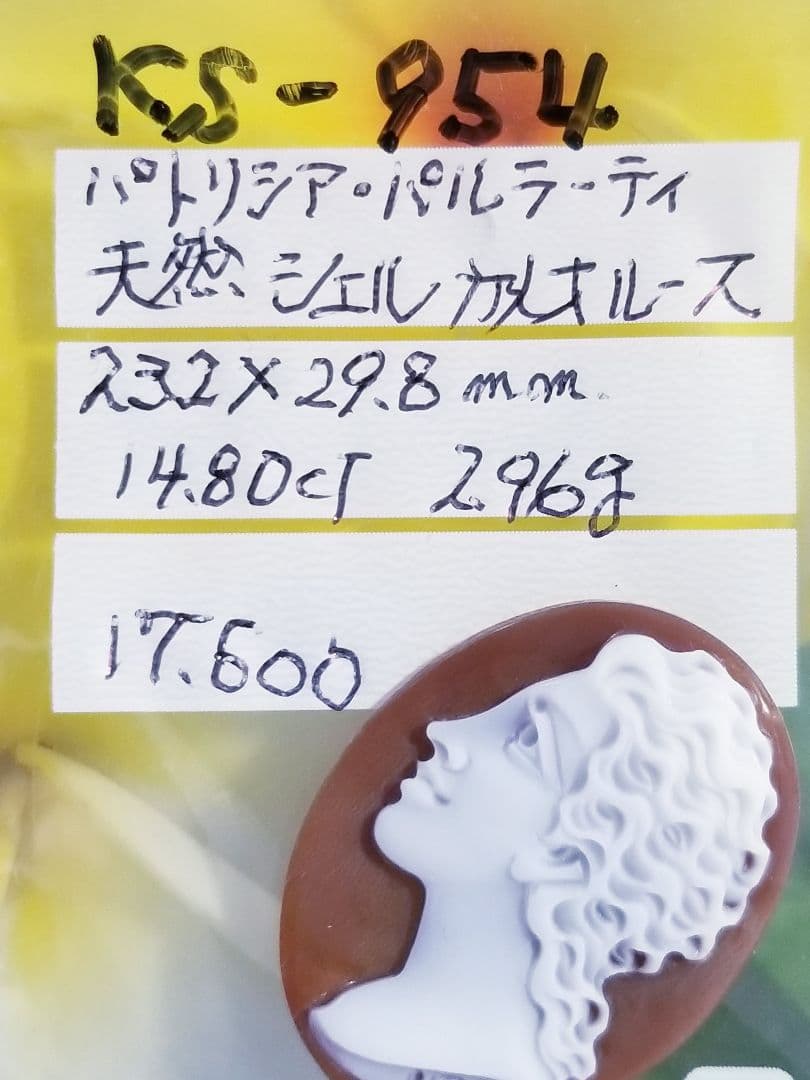 KS-954
パトリシア・パルラーティ
天然シェルカメオルース
23.2×29.8mm.
14.80cT 2.96g
17.600